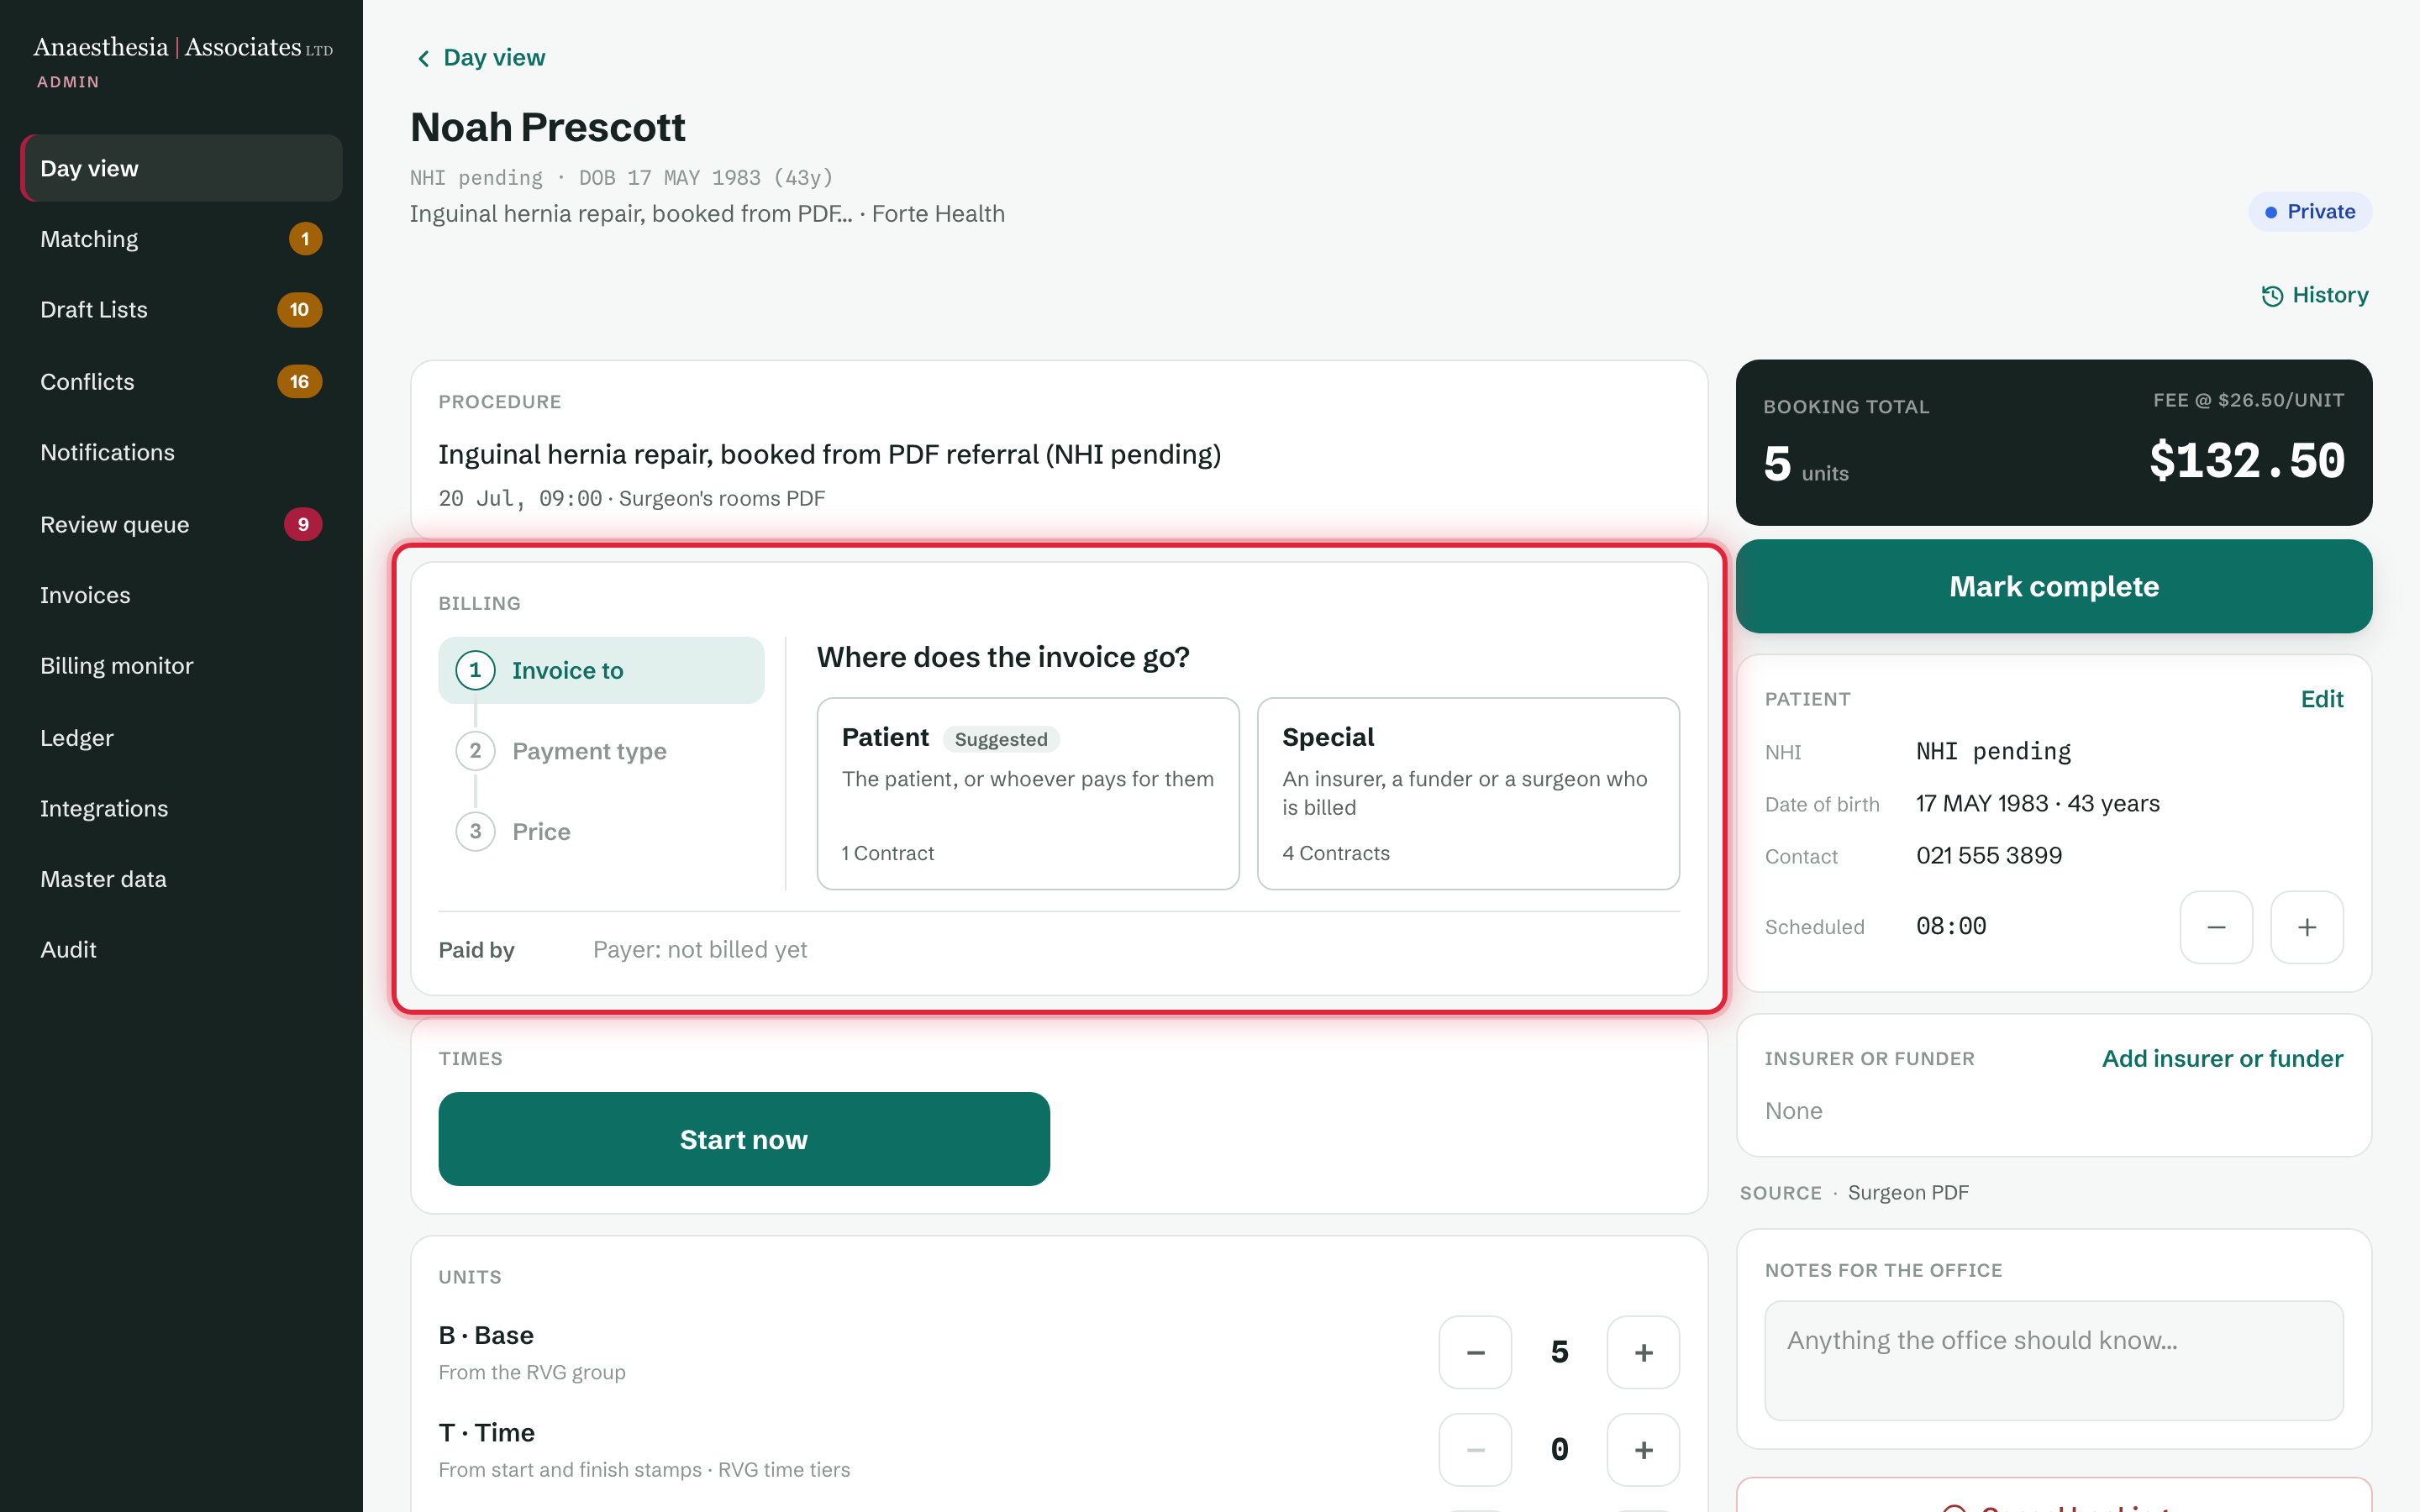 Anaesthesia | Associates LTD
ADMIN
Day view
Matching 1
Draft Lists 10
Conflicts 16
Notifications
Review queue 9
Invoices
Billing monitor
Ledger
Integrations
Master data
Audit
Day view
Noah Prescott
NHI pending · DOB 17 MAY 1983 (43y)
Inguinal hernia repair, booked from PDF... · Forte Health
Private
History
PROCEDURE
Inguinal hernia repair, booked from PDF referral (NHI pending)
20 Jul, 09:00 · Surgeon's rooms PDF
BILLING
1 Invoice to
2 Payment type
3 Price
Where does the invoice go?
Patient Suggested
The patient, or whoever pays for them
1 Contract
Special
An insurer, a funder or a surgeon who
is billed
4 Contracts
Paid by Payer: not billed yet
TIMES
Start now
UNITS
B · Base
From the RVG group
− 5 +
T · Time
From start and finish stamps · RVG time tiers
− 0 +
BOOKING TOTAL
5 units
FEE @ $26.50/UNIT
$132.50
Mark complete
PATIENT Edit
NHI NHI pending
Date of birth 17 MAY 1983 · 43 years
Contact 021 555 3899
Scheduled 08:00 − +
INSURER OR FUNDER Add insurer or funder
None
SOURCE · Surgeon PDF
NOTES FOR THE OFFICE
Anything the office should know...